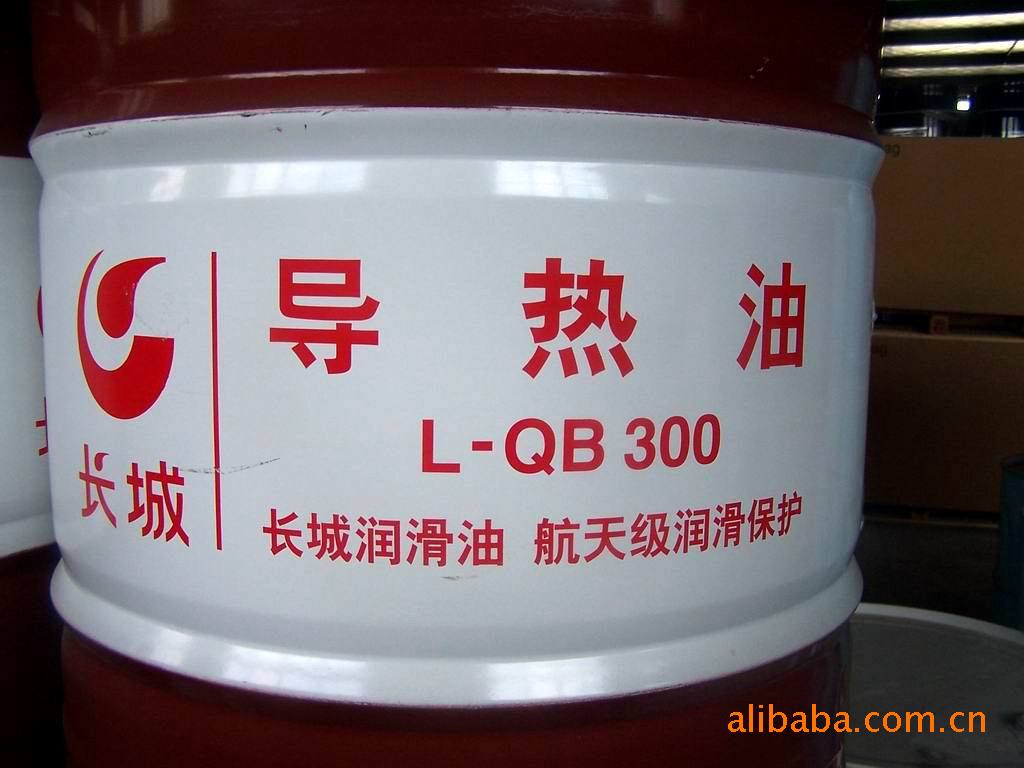 导热油
L-QB 300
长城
长城润滑油 航天级润滑保护
alibaba.com.cn